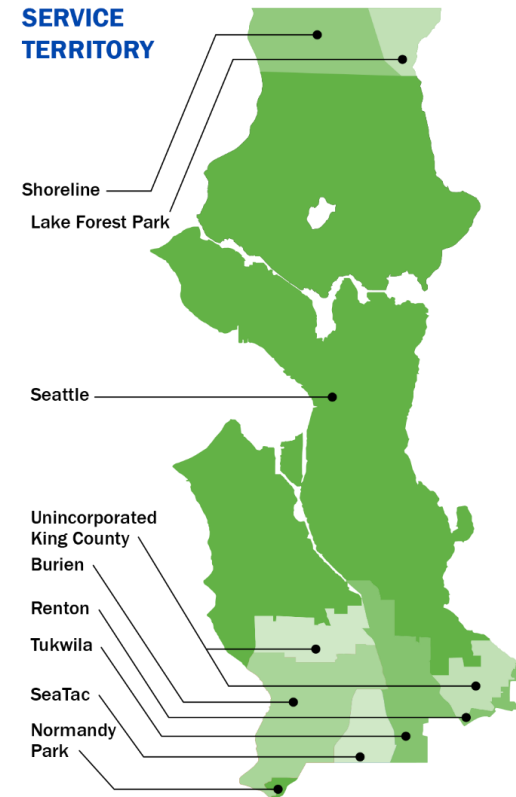 SERVICE
TERRITORY
Shoreline
Lake Forest Park
Seattle
Unincorporated
King County
Burien
Renton
Tukwila
SeaTac
Normandy
Park